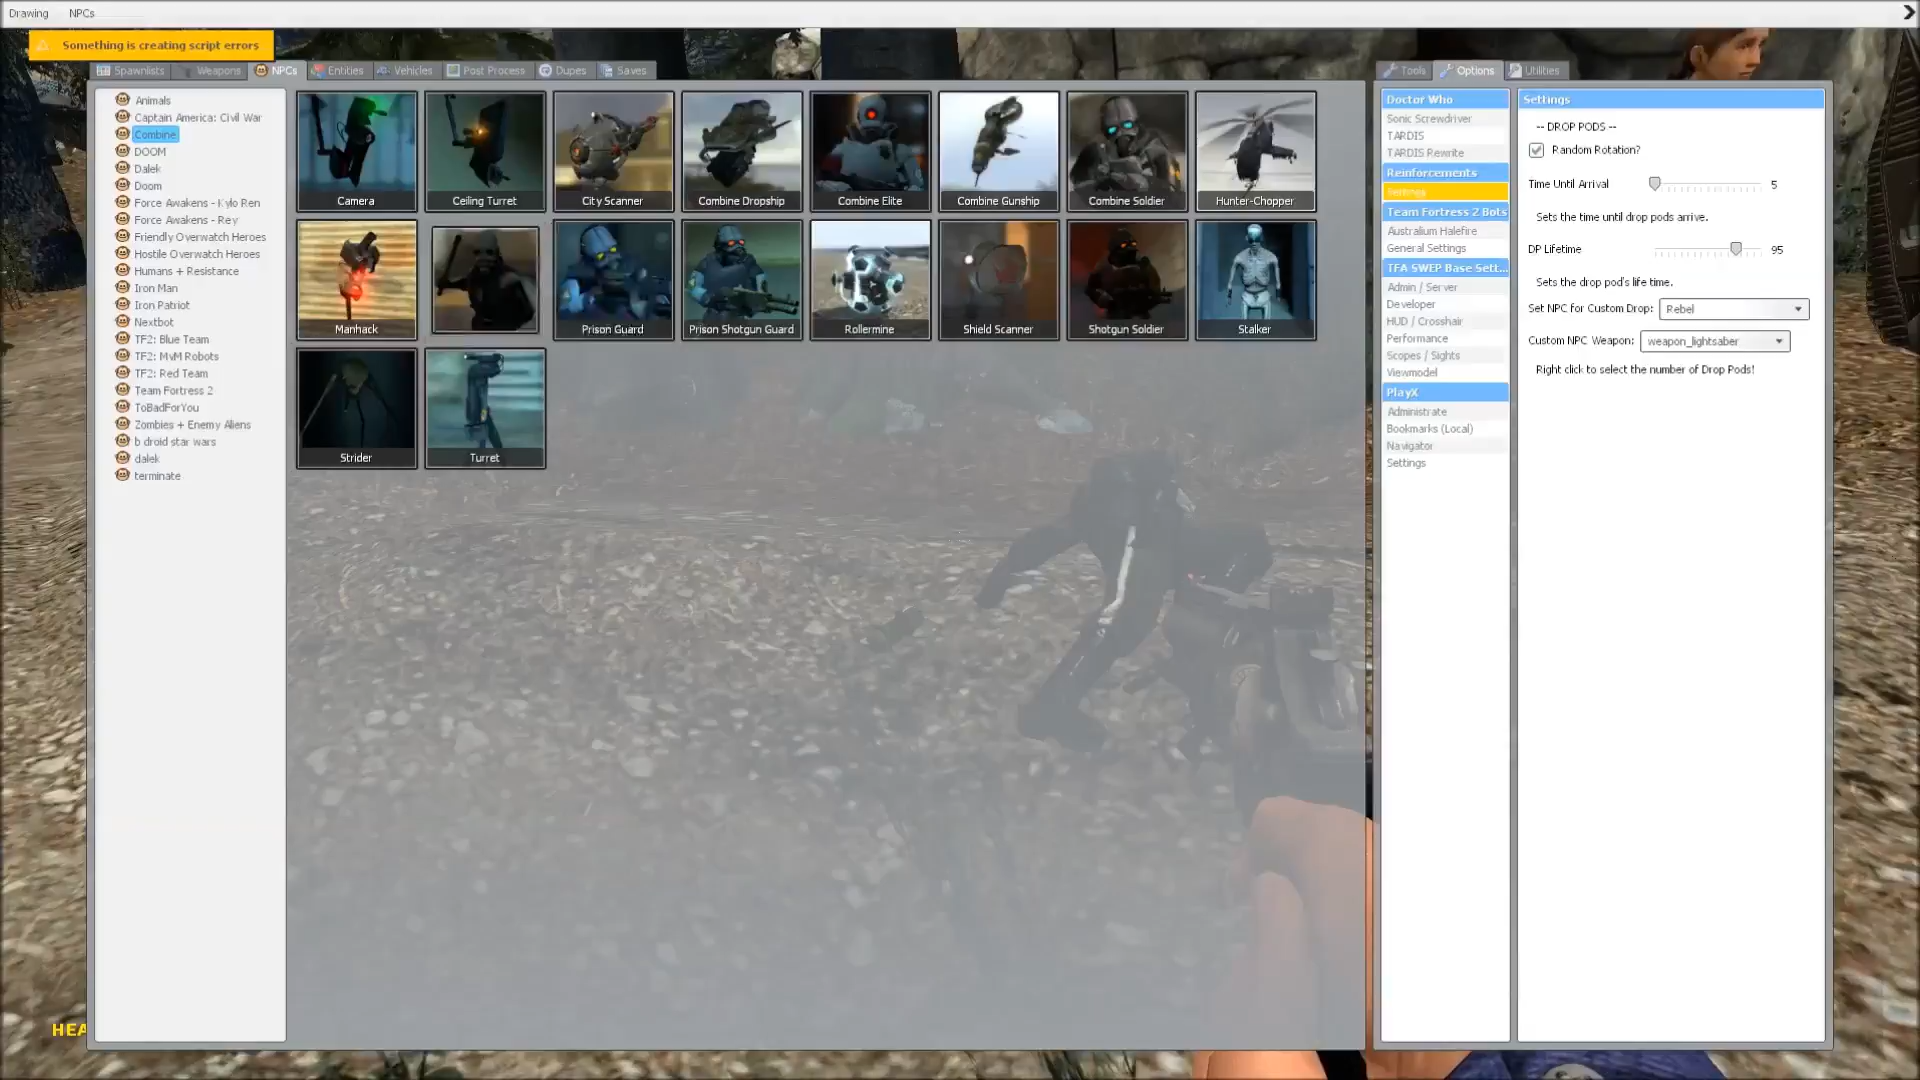 Drawing NPCs
Something is creating script errors
Spawnlists Weapons NPCs Entities Vehicles Post Process Dupes Saves
Tools Options Utilities
Animals
Captain America: Civil War
Combine
DOOM
Dalek
Doom
Force Awakens - Kylo Ren
Force Awakens - Rey
Friendly Overwatch Heroes
Hostile Overwatch Heroes
Humans + Resistance
Iron Man
Iron Patriot
Nextbot
TF2: Blue Team
TF2: MvM Robots
TF2: Red Team
Team Fortress 2
ToBadForYou
Zombies + Enemy Aliens
b droid star wars
dalek
terminate
Camera
Ceiling Turret
City Scanner
Combine Dropship
Combine Elite
Combine Gunship
Combine Soldier
Hunter-Chopper
Manhack
Prison Guard
Prison Shotgun Guard
Rollermine
Shield Scanner
Shotgun Soldier
Stalker
Strider
Turret
Doctor Who
Sonic Screwdriver
TARDIS
TARDIS Rewrite
Reinforcements
Settings
Team Fortress 2 Bots
Australium Halefire
General Settings
TFA SWEP Base Sett...
Admin / Server
Developer
HUD / Crosshair
Performance
Scopes / Sights
Viewmodel
PlayX
Administrate
Bookmarks (Local)
Navigator
Settings
Settings
-- DROP PODS --
Random Rotation?
Time Until Arrival 5
Sets the time until drop pods arrive.
DP Lifetime 95
Sets the drop pod's life time.
Set NPC for Custom Drop: Rebel
Custom NPC Weapon: weapon_lightsaber
Right click to select the number of Drop Pods!
HEA